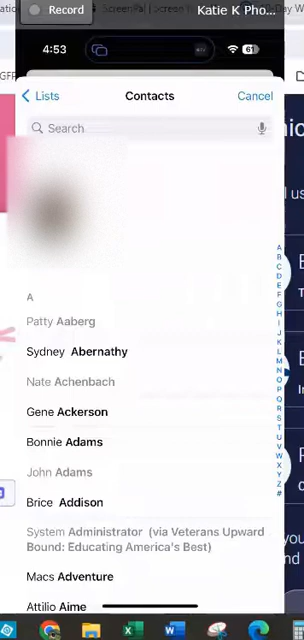 Record
Katie K Pho...
4:53
61
Lists
Contacts
Cancel
Search
A
Patty Aaberg
Sydney Abernathy
Nate Achenbach
Gene Ackerson
Bonnie Adams
John Adams
Brice Addison
System Administrator (via Veterans Upward
Bound: Educating America's Best)
Macs Adventure
Attilio Aime
A
B
C
D
E
F
G
H
I
J
K
L
M
N
O
P
Q
R
S
T
U
V
W
X
Y
Z
#